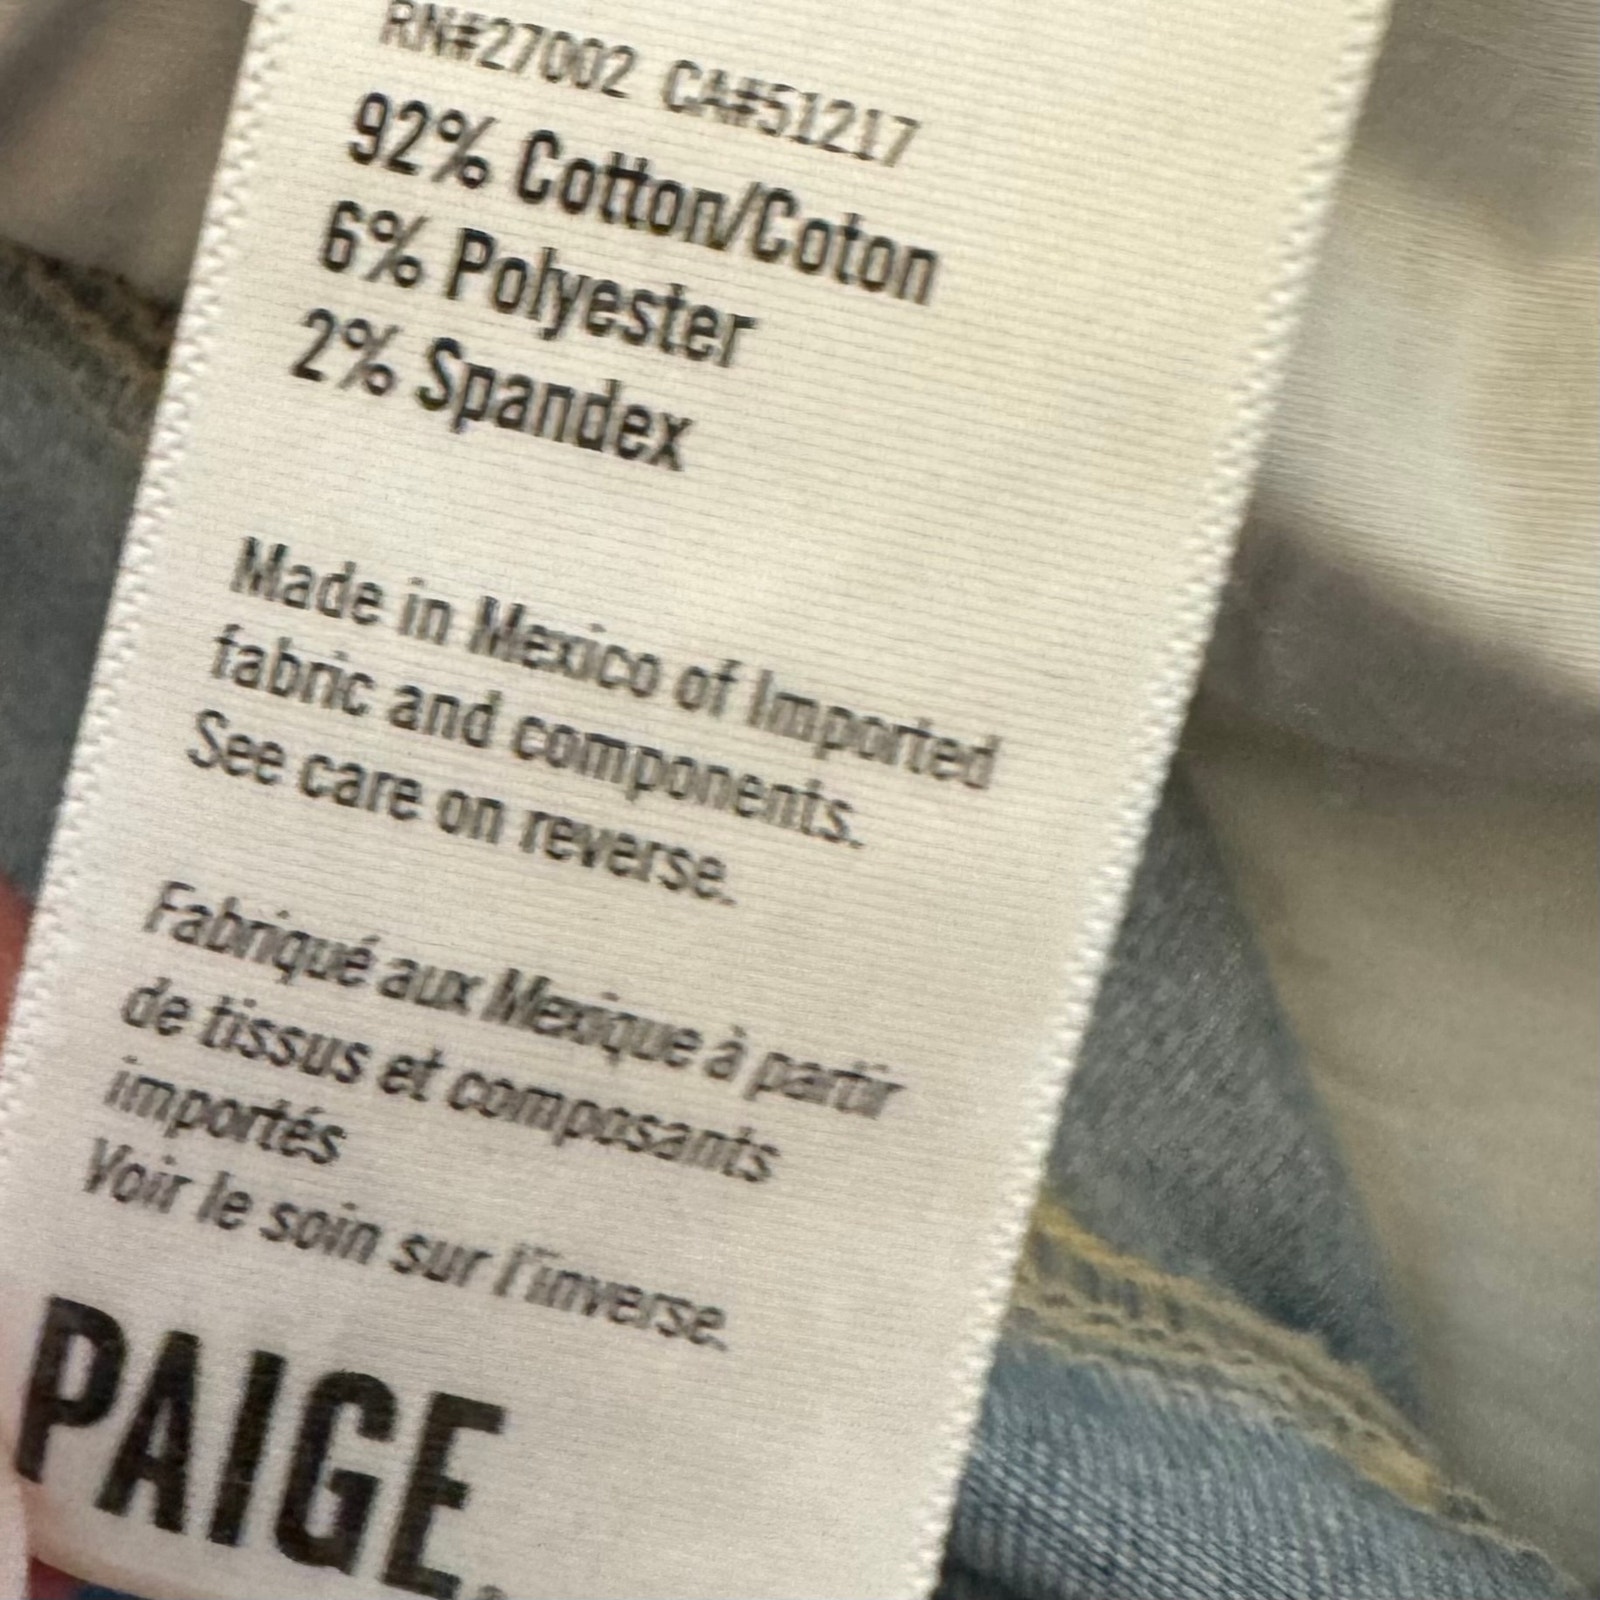 RN#27002 CA#51217
92% Cotton/Coton
6% Polyester
2% Spandex
Made in Mexico of Imported
fabric and components.
See care on reverse.
Fabriqué aux Mexique à partir
de tissus et composants
importés
Voir le soin sur l'inverse.
PAIGE